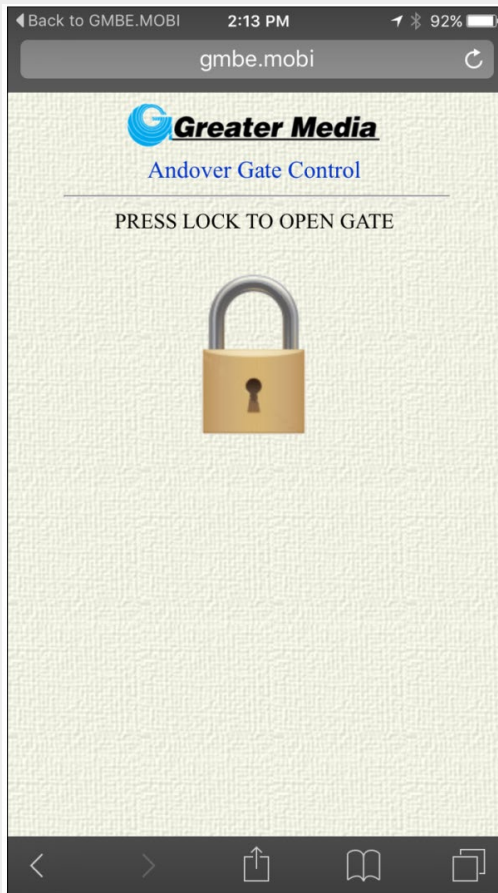 Back to GMBE.MOBI 2:13 PM 92%
gmbe.mobi
Greater Media
Andover Gate Control
PRESS LOCK TO OPEN GATE